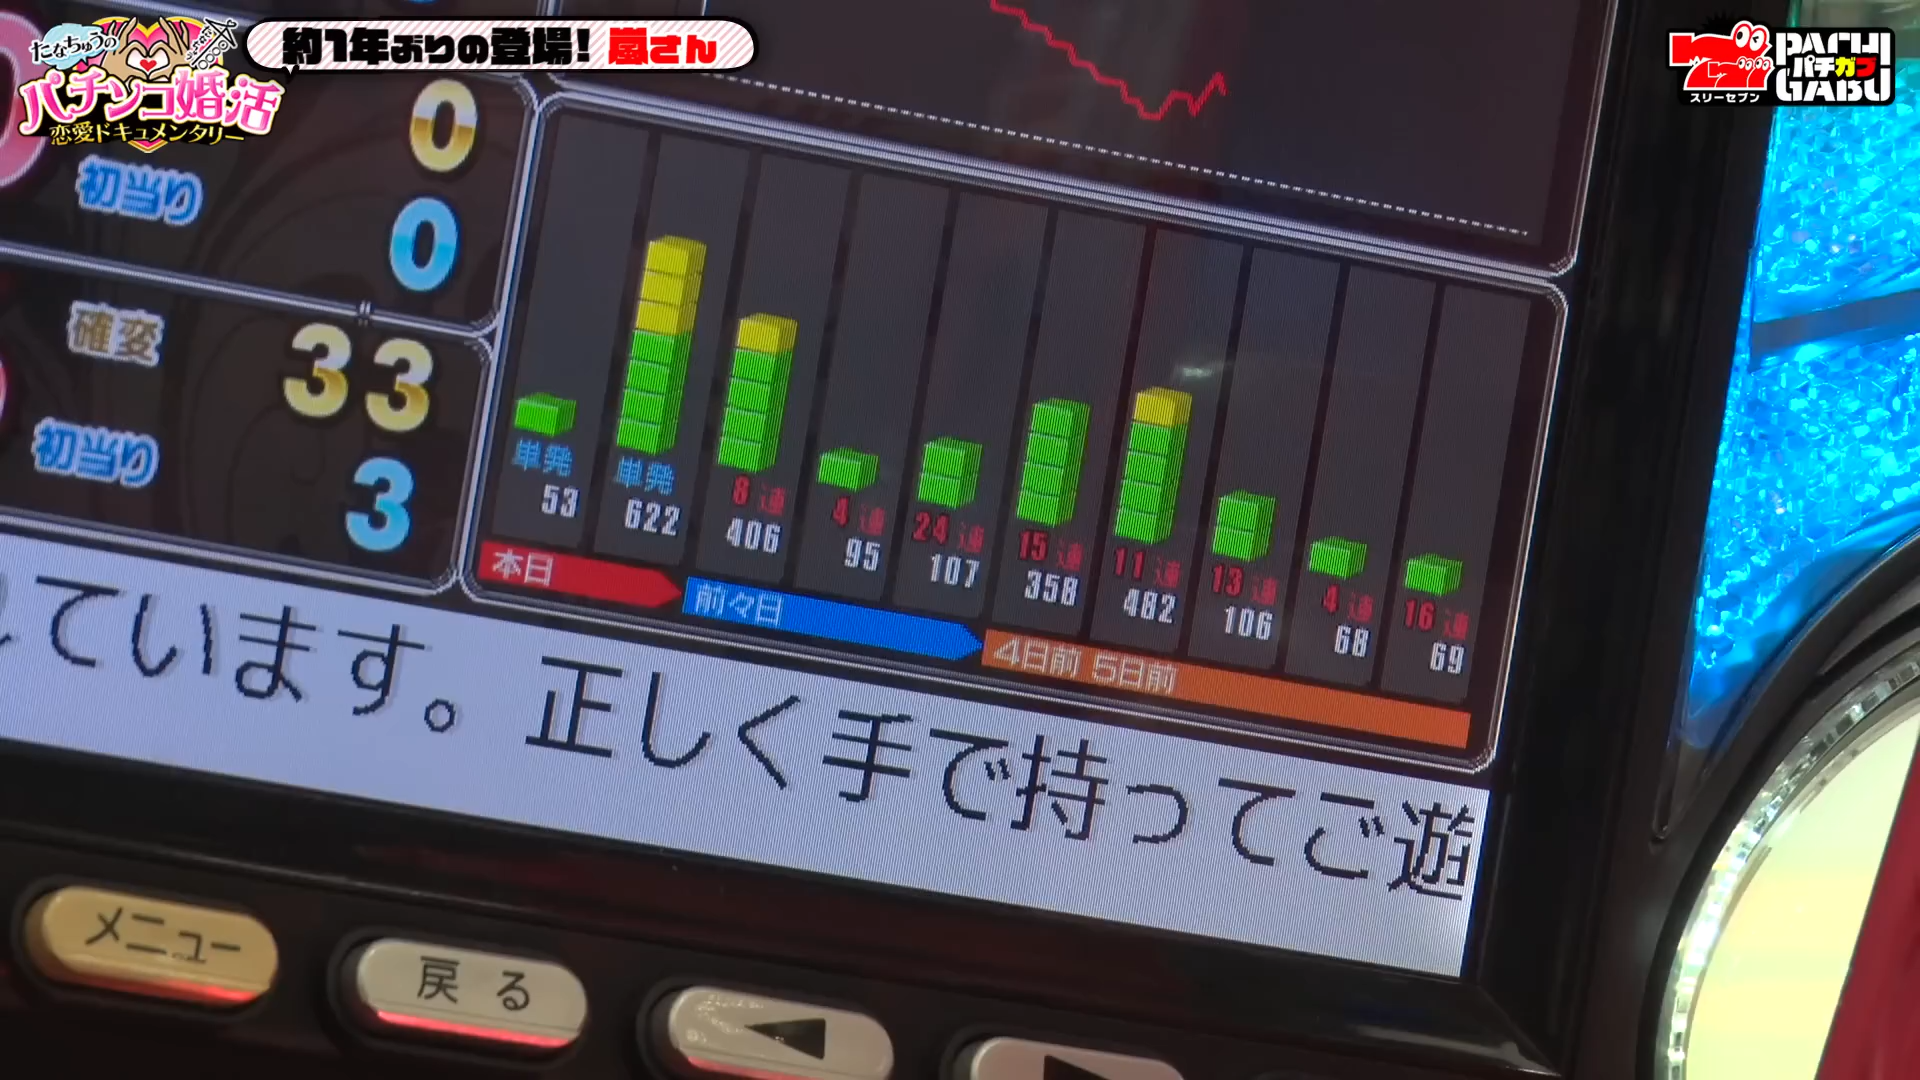 たなちゅうの
パチンコ婚活
恋愛ドキュメンタリー
約1年ぶりの登場! 嵐さん
777
スリーセブン
PACHI
パチガブ
GABU
0
初当り
0
確変
33
初当り
3
単発 単発 8連 4連 24連 15連 11連 13連 4連 16連
53 622 406 95 107 358 482 106 68 69
本日 前々日 4日前 5日前
ています。正しく手で持ってご遊
メニュー
戻る